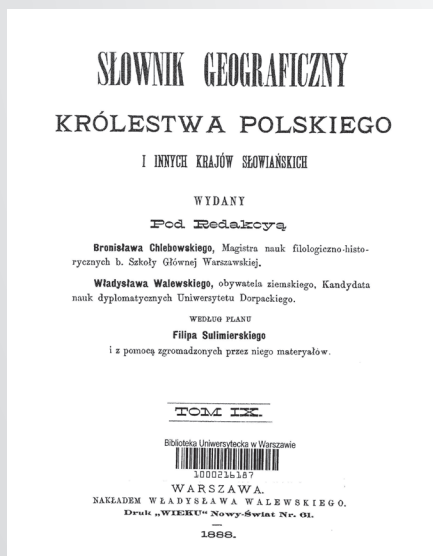 SŁOWNIK GEOGRAFICZNY
KRÓLESTWA POLSKIEGO
I INNYCH KRAJÓW SŁOWIAŃSKICH
WYDANY
Pod Redakcyą
Bronisława Chlebowskiego, Magistra nauk filologiczno-histo-
rycznych b. Szkoły Głównej Warszawskiej.
Władysława Walewskiego, obywatela ziemskiego, Kandydata
nauk dyplomatycznych Uniwersytetu Dorpackiego.
WEDŁUG PLANU
Filipa Sulimierskiego
i z pomocą zgromadzonych przez niego materyałów.
TOM IX.
Biblioteka Uniwersytecka w Warszawie
1000216187
WARSZAWA.
NAKŁADEM WŁADYSŁAWA WALEWSKIEGO.
Druk „WIEKU" Nowy-Świat Nr. 61.
1888.